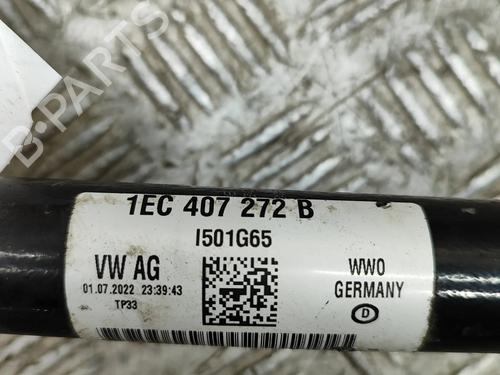 B-PARTS
1EC 407 272 B
I501G65
VW AG
WWO
01.07.2022 23:39:43
GERMANY
TP33
D